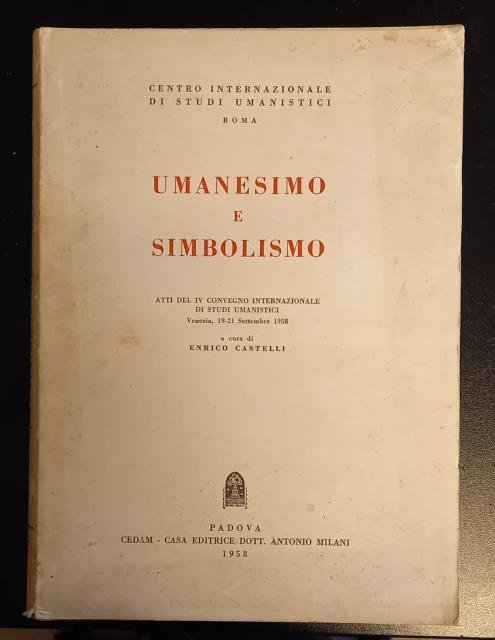 CENTRO INTERNAZIONALE
DI STUDI UMANISTICI
ROMA
UMANESIMO
E
SIMBOLISMO
ATTI DEL IV CONVEGNO INTERNAZIONALE
DI STUDI UMANISTICI
Venezia, 19-21 Settembre 1958
a cura di
ENRICO CASTELLI
PADOVA
CEDAM - CASA EDITRICE DOTT. ANTONIO MILANI
1958